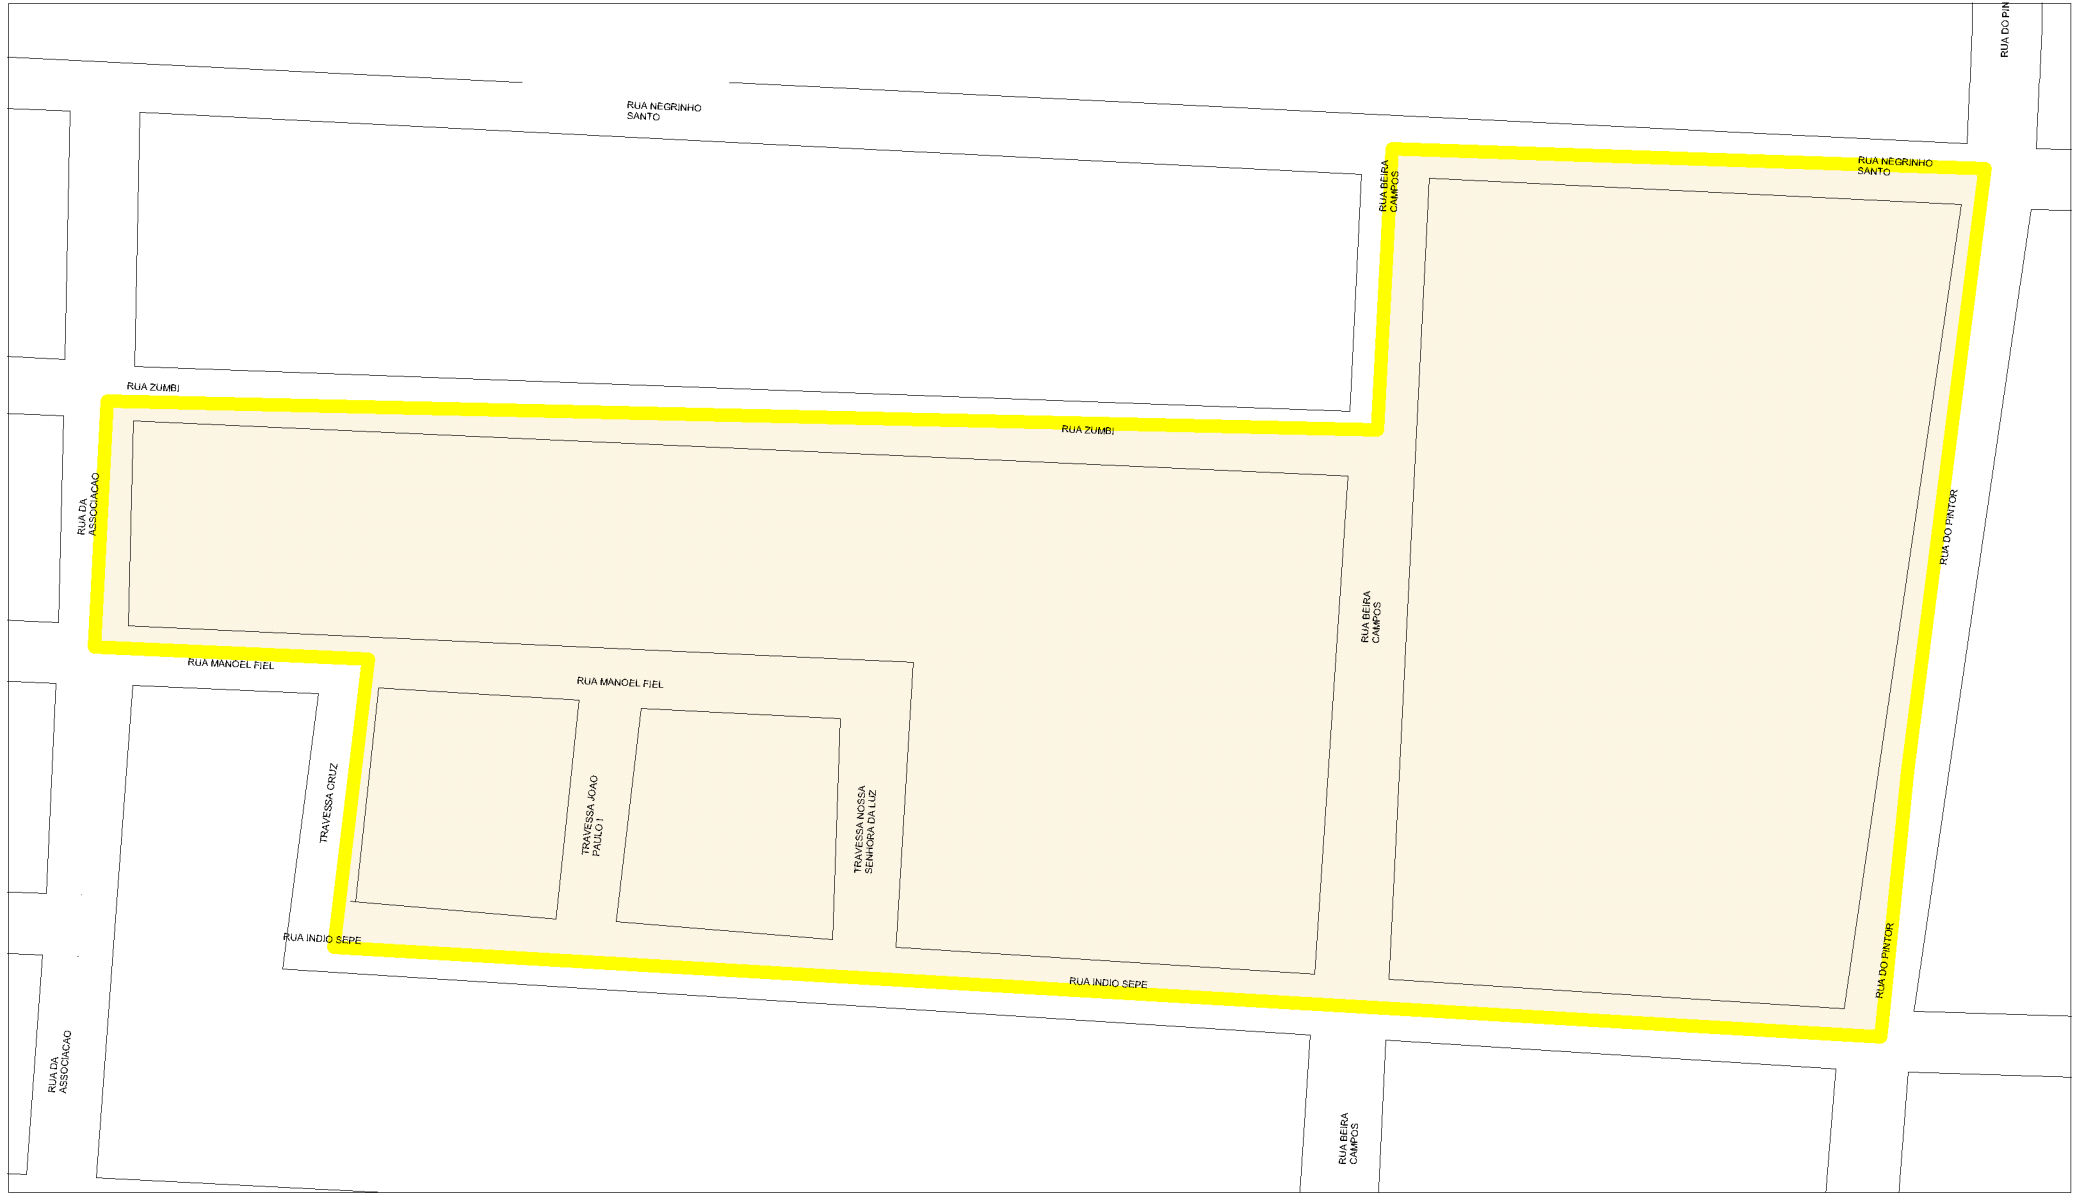 RUA DO PIN
RUA NEGRINHO
SANTO
RUA NEGRINHO
SANTO
RUA BEIRA
CAMPOS
RUA ZUMBI
RUA ZUMBI
RUA DA
ASSOCIACAO
RUA DO PINTOR
RUA BEIRA
CAMPOS
RUA MANOEL FIEL
RUA MANOEL FIEL
TRAVESSA CRUZ
TRAVESSA JOAO
PAULO I
TRAVESSA NOSSA
SENHORA DA LUZ
RUA INDIO SEPE
RUA INDIO SEPE
RUA DO PINTOR
RUA DA
ASSOCIACAO
RUA BEIRA
CAMPOS